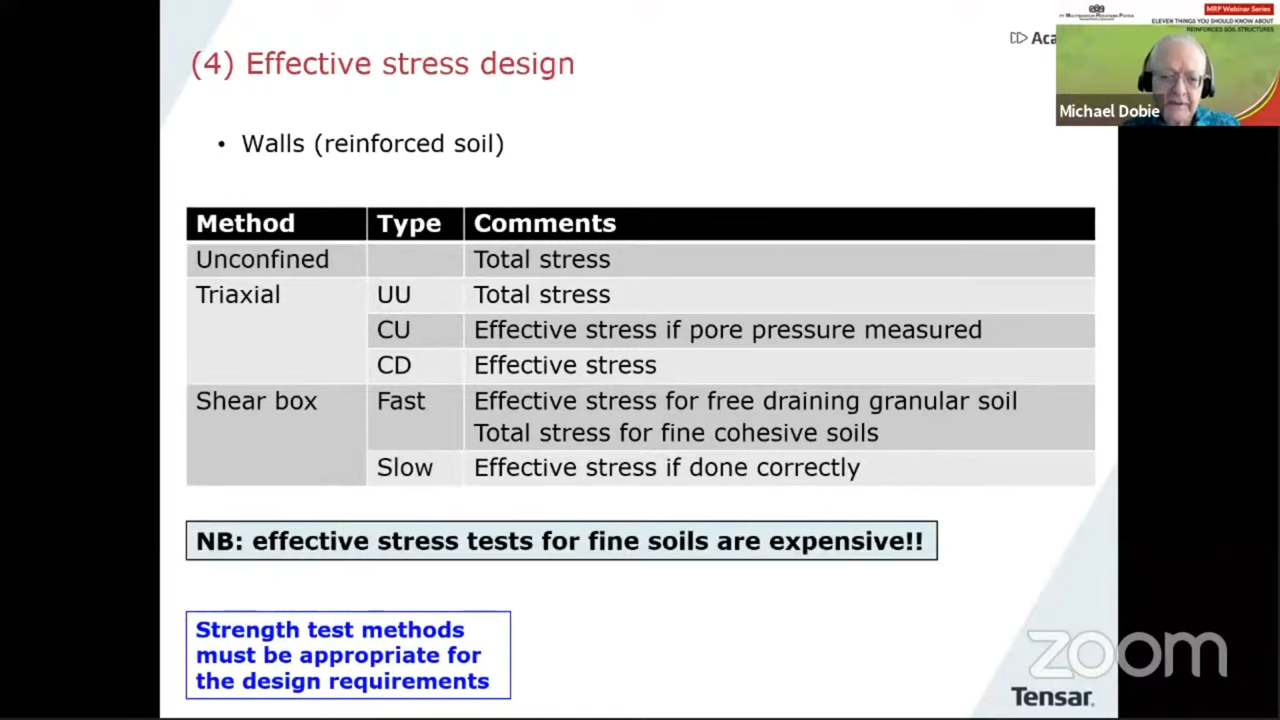 (4) Effective stress design
MRP Webinar Series
ELEVEN THINGS YOU SHOULD KNOW ABOUT
REINFORCED SOIL STRUCTURES
Michael Dobie
• Walls (reinforced soil)
Method Type Comments
Unconfined Total stress
Triaxial UU Total stress
CU Effective stress if pore pressure measured
CD Effective stress
Shear box Fast Effective stress for free draining granular soil
Total stress for fine cohesive soils
Slow Effective stress if done correctly
NB: effective stress tests for fine soils are expensive!!
Strength test methods
must be appropriate for
the design requirements
zoom
Tensar